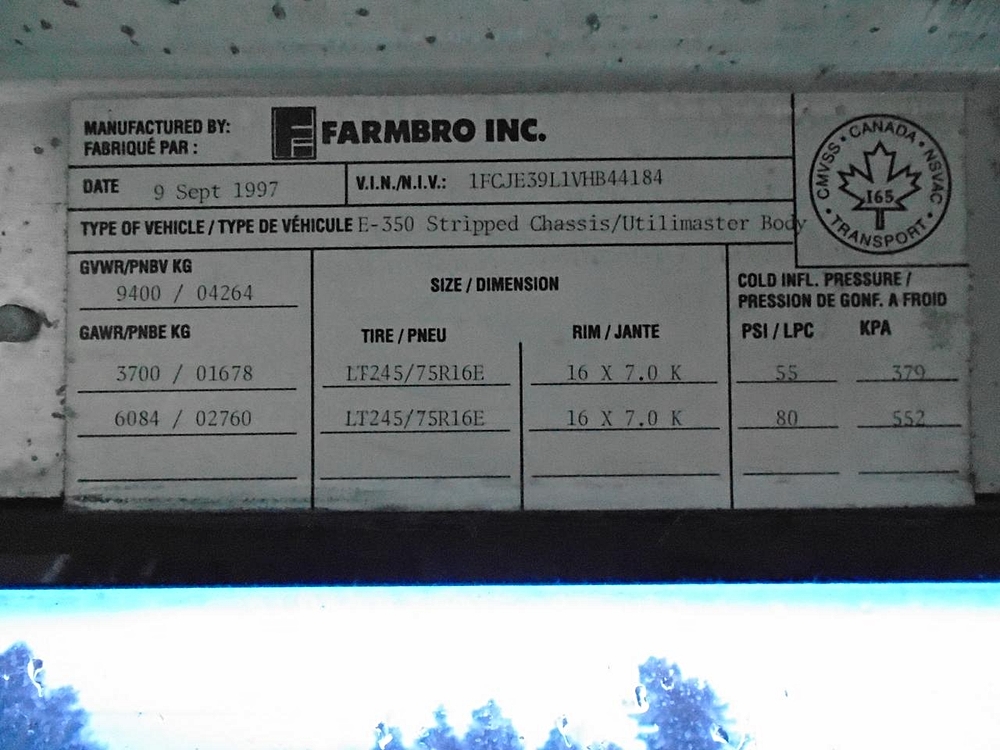 MANUFACTURED BY:
FABRIQUÉ PAR :
FARMBRO INC.
DATE 9 Sept 1997 V.I.N./N.I.V.: 1FCJE39L1VHB44184
TYPE OF VEHICLE / TYPE DE VÉHICULE E-350 Stripped Chassis/Utilimaster Body
CMVSS • CANADA • NSVAC • TRANSPORT •
165
GVWR/PNBV KG
9400 / 04264
SIZE / DIMENSION
COLD INFL. PRESSURE /
PRESSION DE GONF. A FROID
GAWR/PNBE KG TIRE / PNEU RIM / JANTE PSI / LPC KPA
3700 / 01678 LT245/75R16E 16 X 7.0 K 55 379
6084 / 02760 LT245/75R16E 16 X 7.0 K 80 552